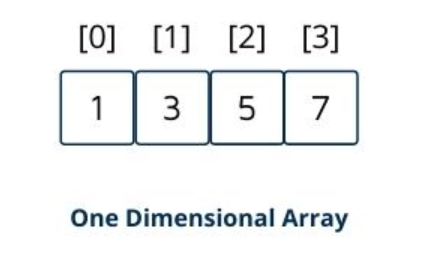 [0] [1] [2] [3]
1 3 5 7
One Dimensional Array